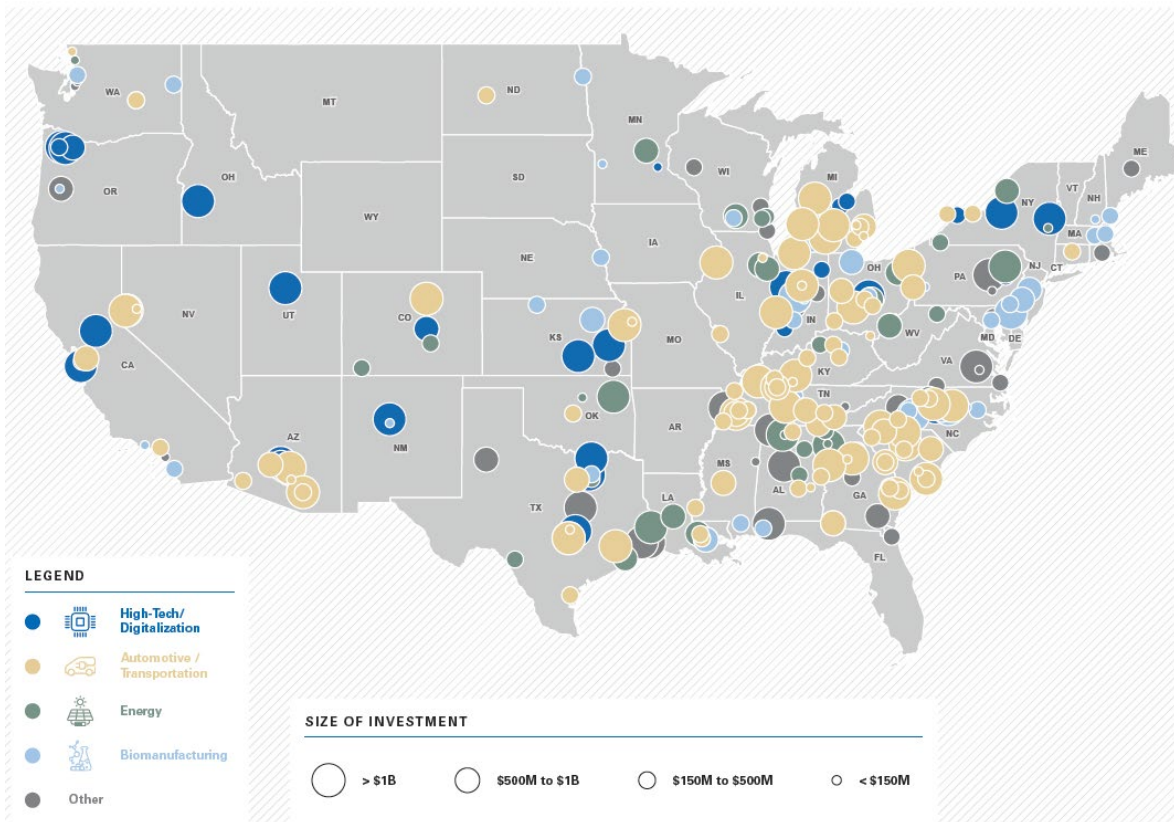 WA
MT
ND
MN
ME
OR
OH
SD
WI
MI
VT
NH
NY
MA
WY
IA
NE
PA
NJ
CT
OH
NV
UT
CO
IL
IN
WV
MD
DE
CA
KS
MO
VA
KY
AZ
NM
OK
AR
TN
NC
MS
AL
GA
TX
LA
FL
LEGEND
High-Tech/
Digitalization
Automotive /
Transportation
Energy
Biomanufacturing
Other
SIZE OF INVESTMENT
> $1B
$500M to $1B
$150M to $500M
< $150M